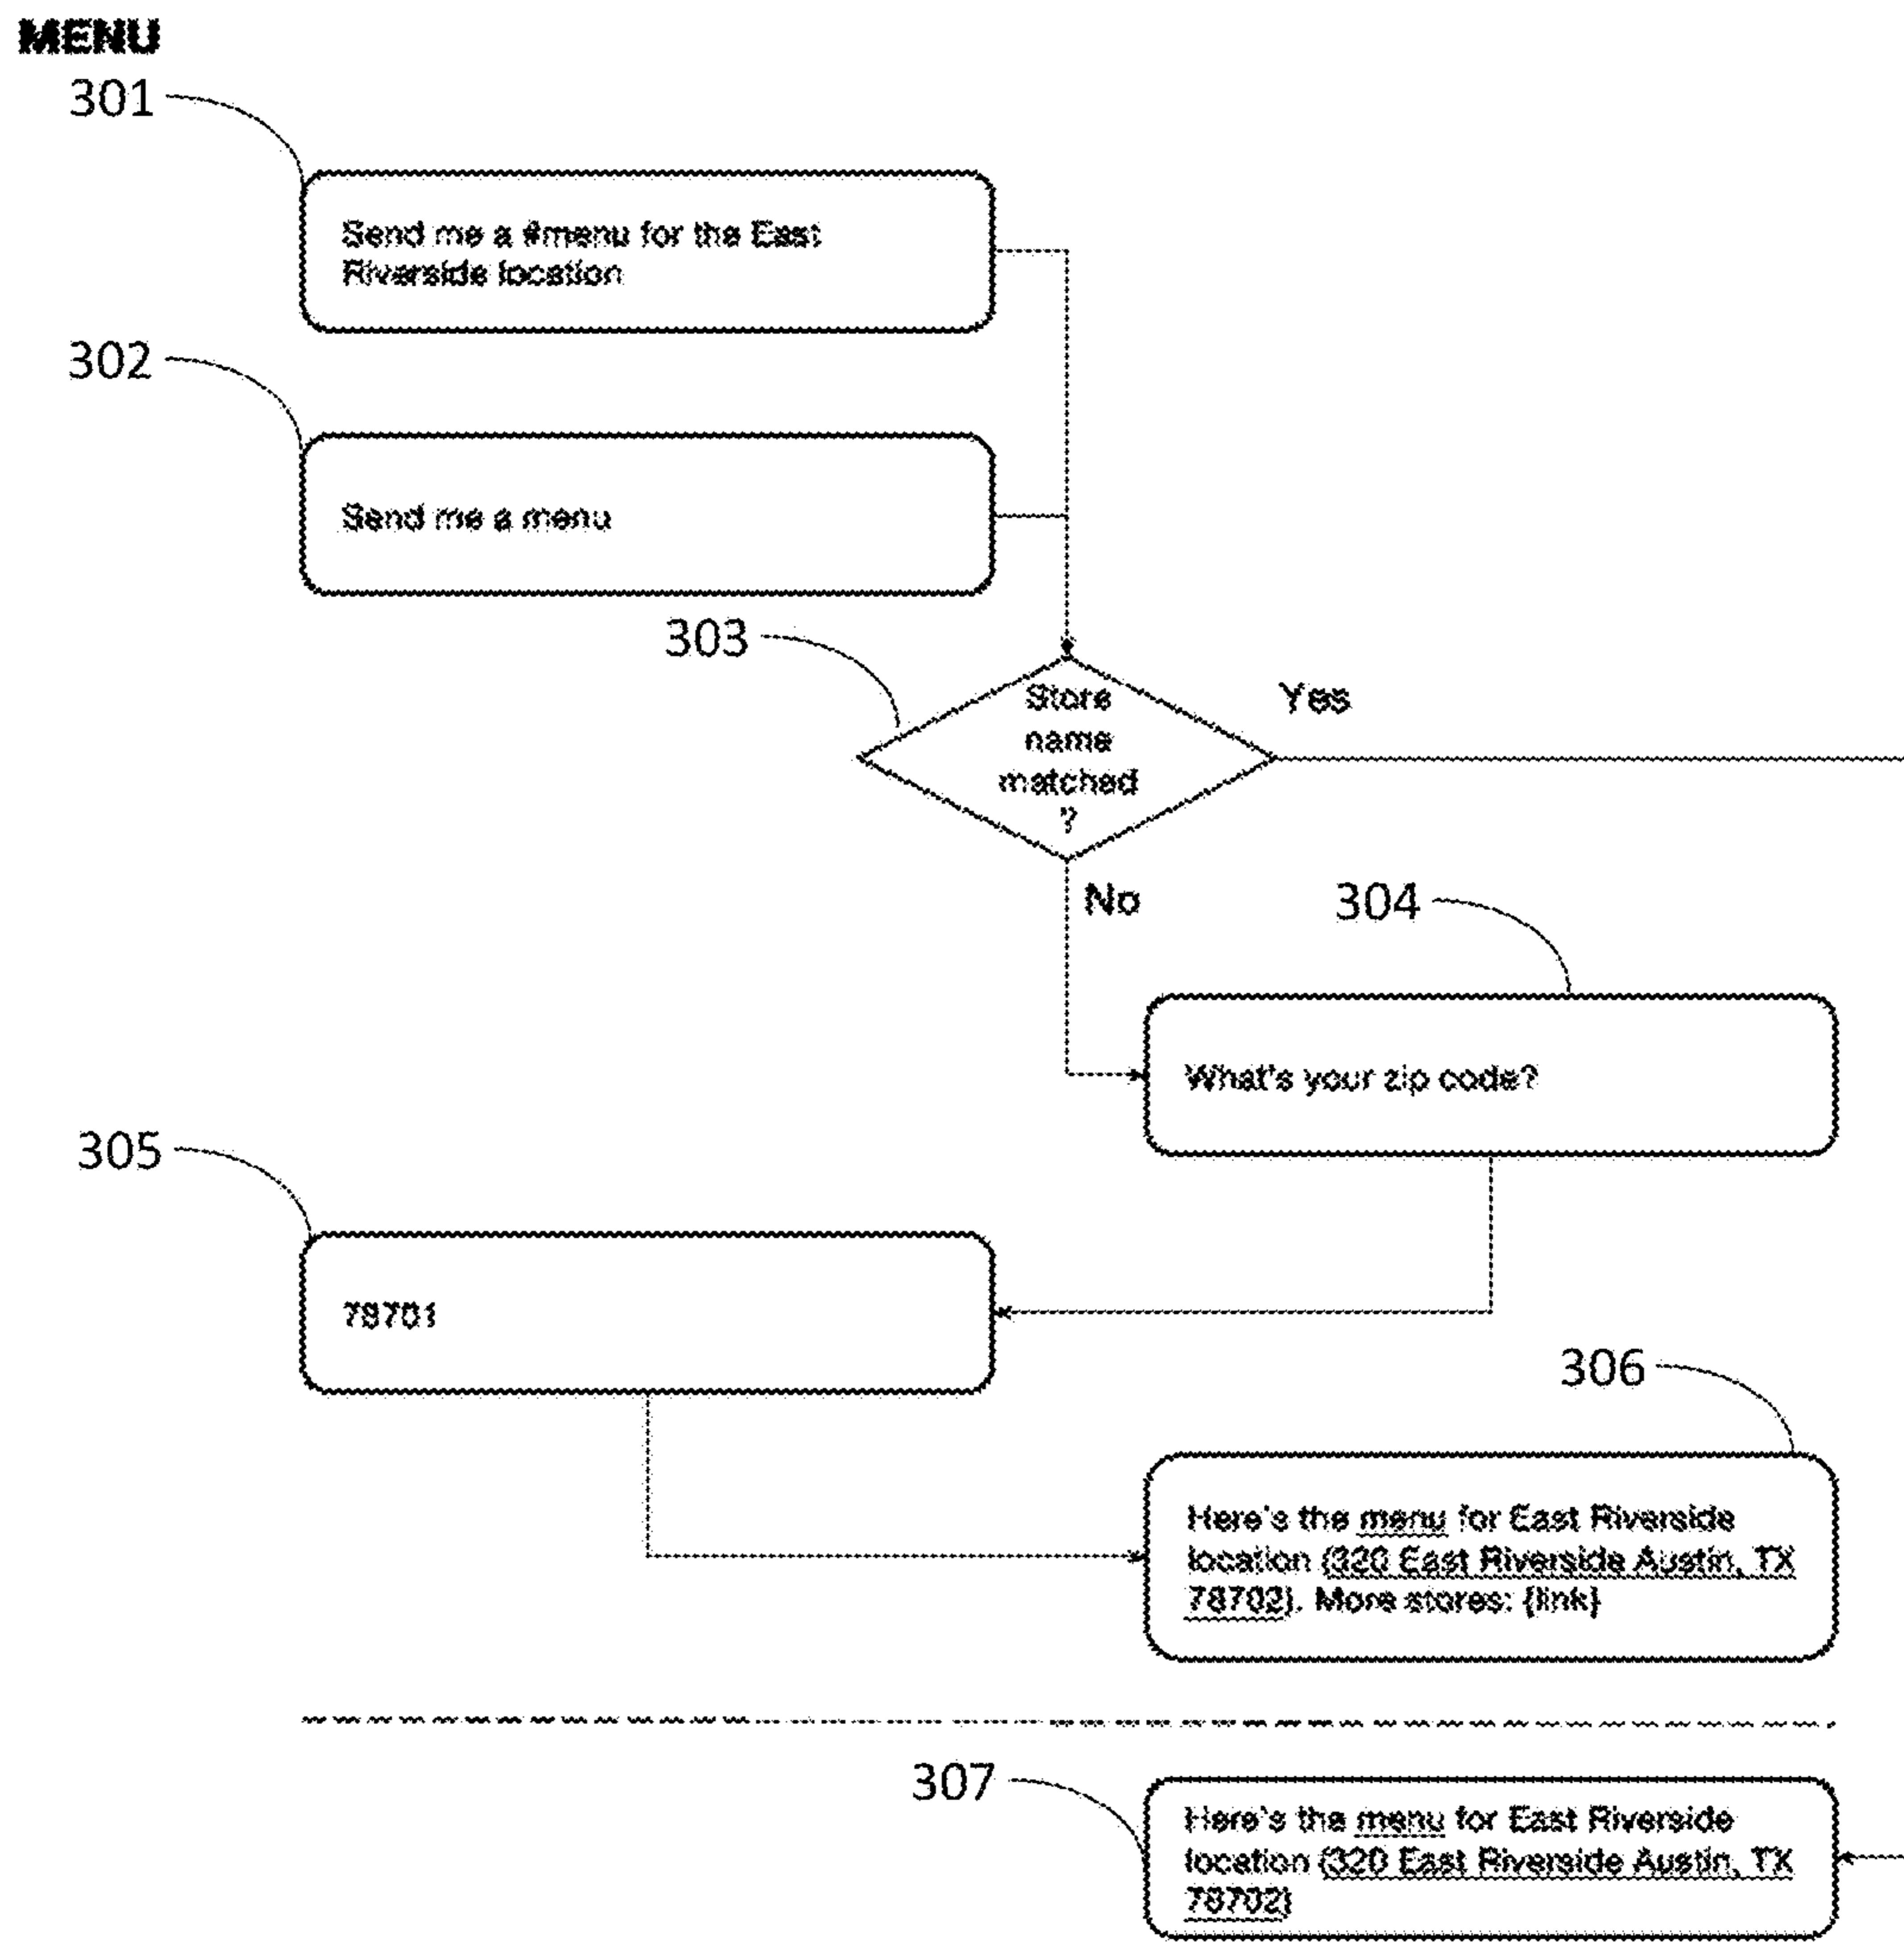 MENU
301
Send me a #menu for the East
Riverside location
302
Send me a menu
303
Store
name
matched
?
Yes
No
304
What's your zip code?
305
78701
306
Here's the menu for East Riverside
location (320 East Riverside Austin, TX
78702). More stores: {link}
307
Here's the menu for East Riverside
location (320 East Riverside Austin, TX
78702)